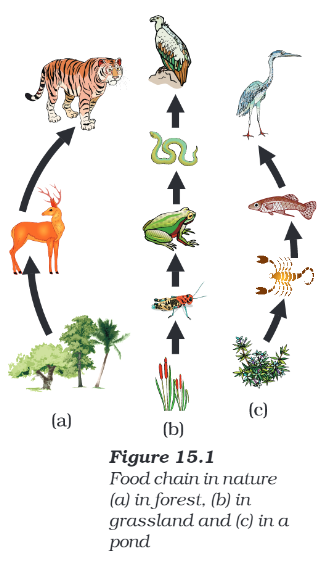 (a)
(b)
(c)
Figure 15.1
Food chain in nature
(a) in forest, (b) in
grassland and (c) in a
pond